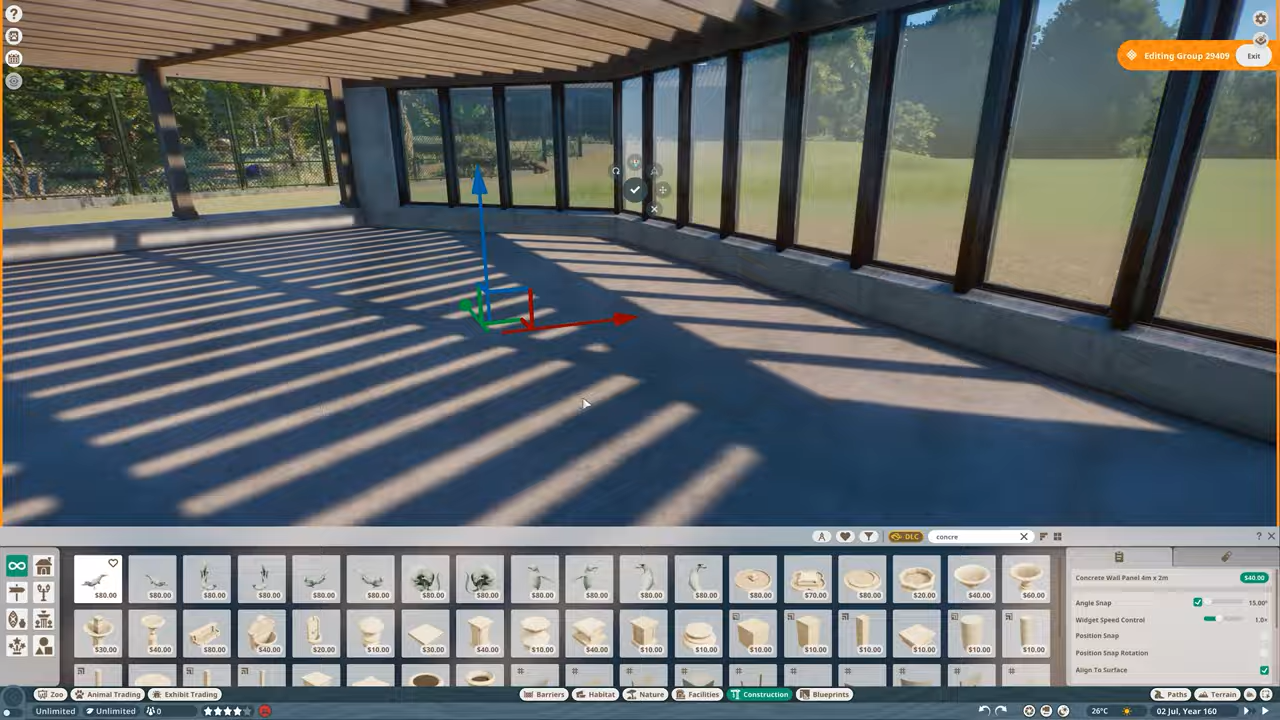 ?
Editing Group 29409
Exit
DLC
concre
?
$80.00 $80.00 $80.00 $80.00 $80.00 $80.00 $80.00 $80.00 $80.00 $80.00 $80.00 $80.00 $80.00 $70.00 $80.00 $20.00 $40.00 $60.00
$30.00 $10.00 $80.00 $40.00 $20.00 $10.00 $40.00 $10.00 $10.00 $10.00 $10.00 $10.00 $10.00 $10.00 $10.00 $10.00 $10.00 $10.00
Concrete Wall Panel 4m x 2m
$40.00
Angle Snap
15.00°
Widget Speed Control
1.0×
Position Snap
Position Snap Rotation
Align To Surface
Zoo Animal Trading Exhibit Trading Barriers Habitat Nature Facilities Construction Blueprints Paths Terrain
Unlimited Unlimited 0 26°C 02 Jul, Year 160